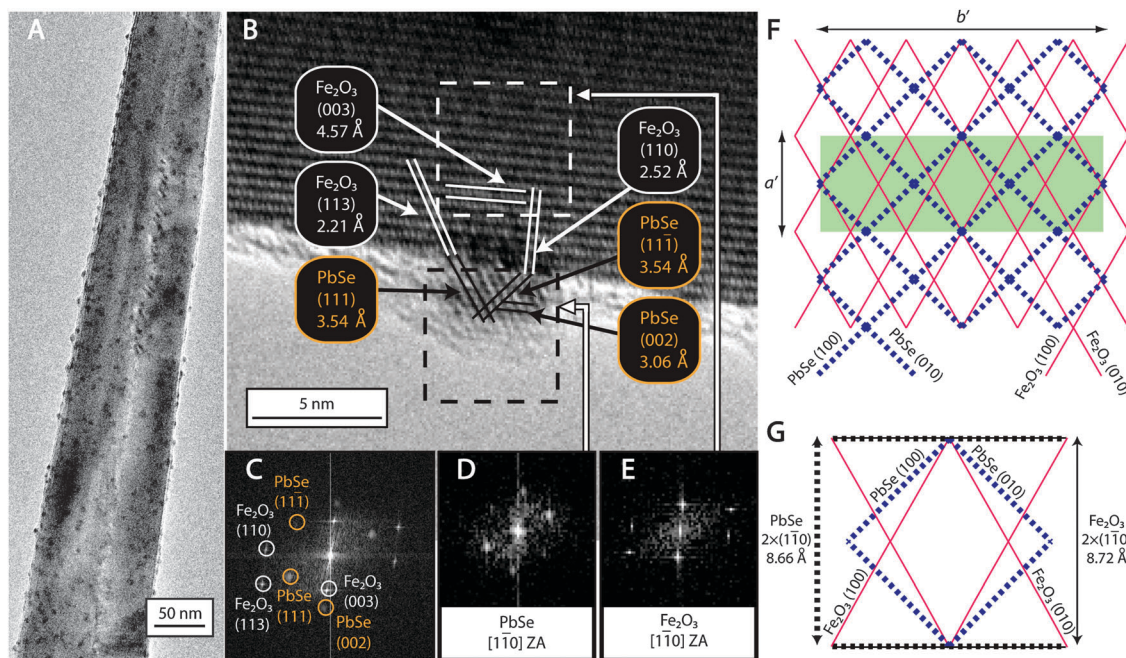 A
50 nm
B
Fe₂O₃
(003)
4.57 Å
Fe₂O₃
(113)
2.21 Å
PbSe
(111)
3.54 Å
Fe₂O₃
(110)
2.52 Å
PbSe
(11̅1̅)
3.54 Å
PbSe
(002)
3.06 Å
5 nm
C
PbSe
(111̅)
Fe₂O₃
(110)
Fe₂O₃
(113)
PbSe
(111)
Fe₂O₃
(003)
PbSe
(002)
D
PbSe
[11̅0] ZA
E
Fe₂O₃
[11̅0] ZA
F
b'
a'
PbSe (100)
PbSe (010)
Fe₂O₃ (100)
Fe₂O₃ (010)
G
PbSe (100)
PbSe (010)
PbSe
2×(11̅0)
8.66 Å
Fe₂O₃
2×(11̅0)
8.72 Å
Fe₂O₃ (100)
Fe₂O₃ (010)